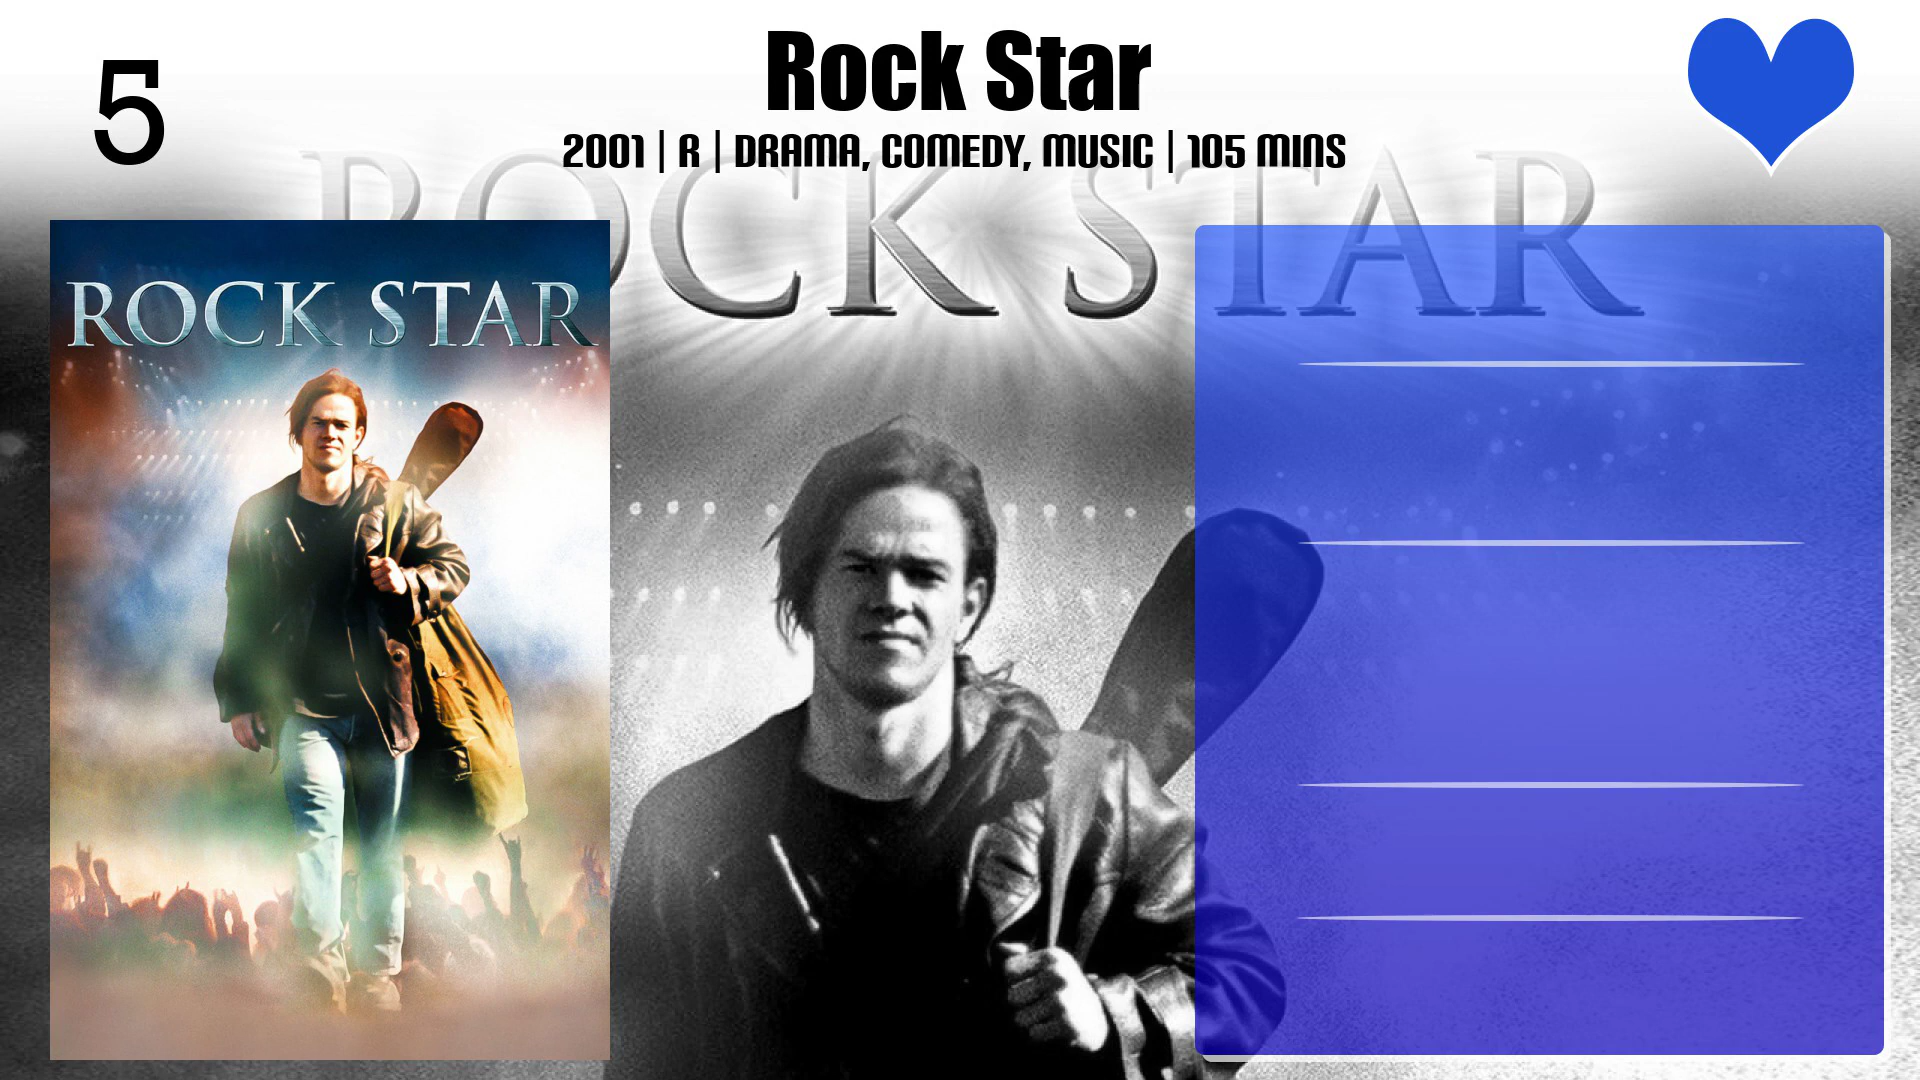 5
Rock Star
2001 | R | DRAMA, COMEDY, MUSIC | 105 MINS
ROCK STAR
ROCK STAR